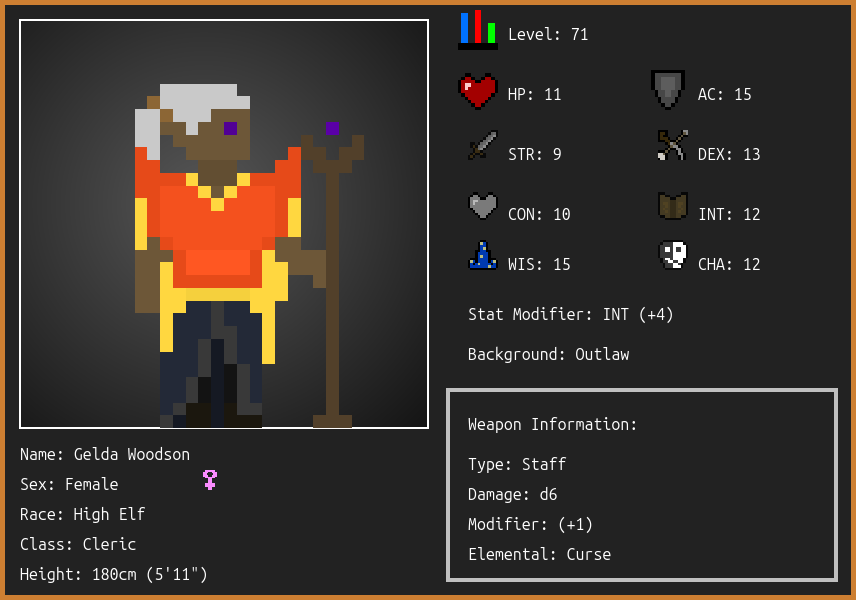 Level: 71
HP: 11
AC: 15
STR: 9
DEX: 13
CON: 10
INT: 12
WIS: 15
CHA: 12
Stat Modifier: INT (+4)
Background: Outlaw
Name: Gelda Woodson
Sex: Female
Race: High Elf
Class: Cleric
Height: 180cm (5'11")
Weapon Information:
Type: Staff
Damage: d6
Modifier: (+1)
Elemental: Curse